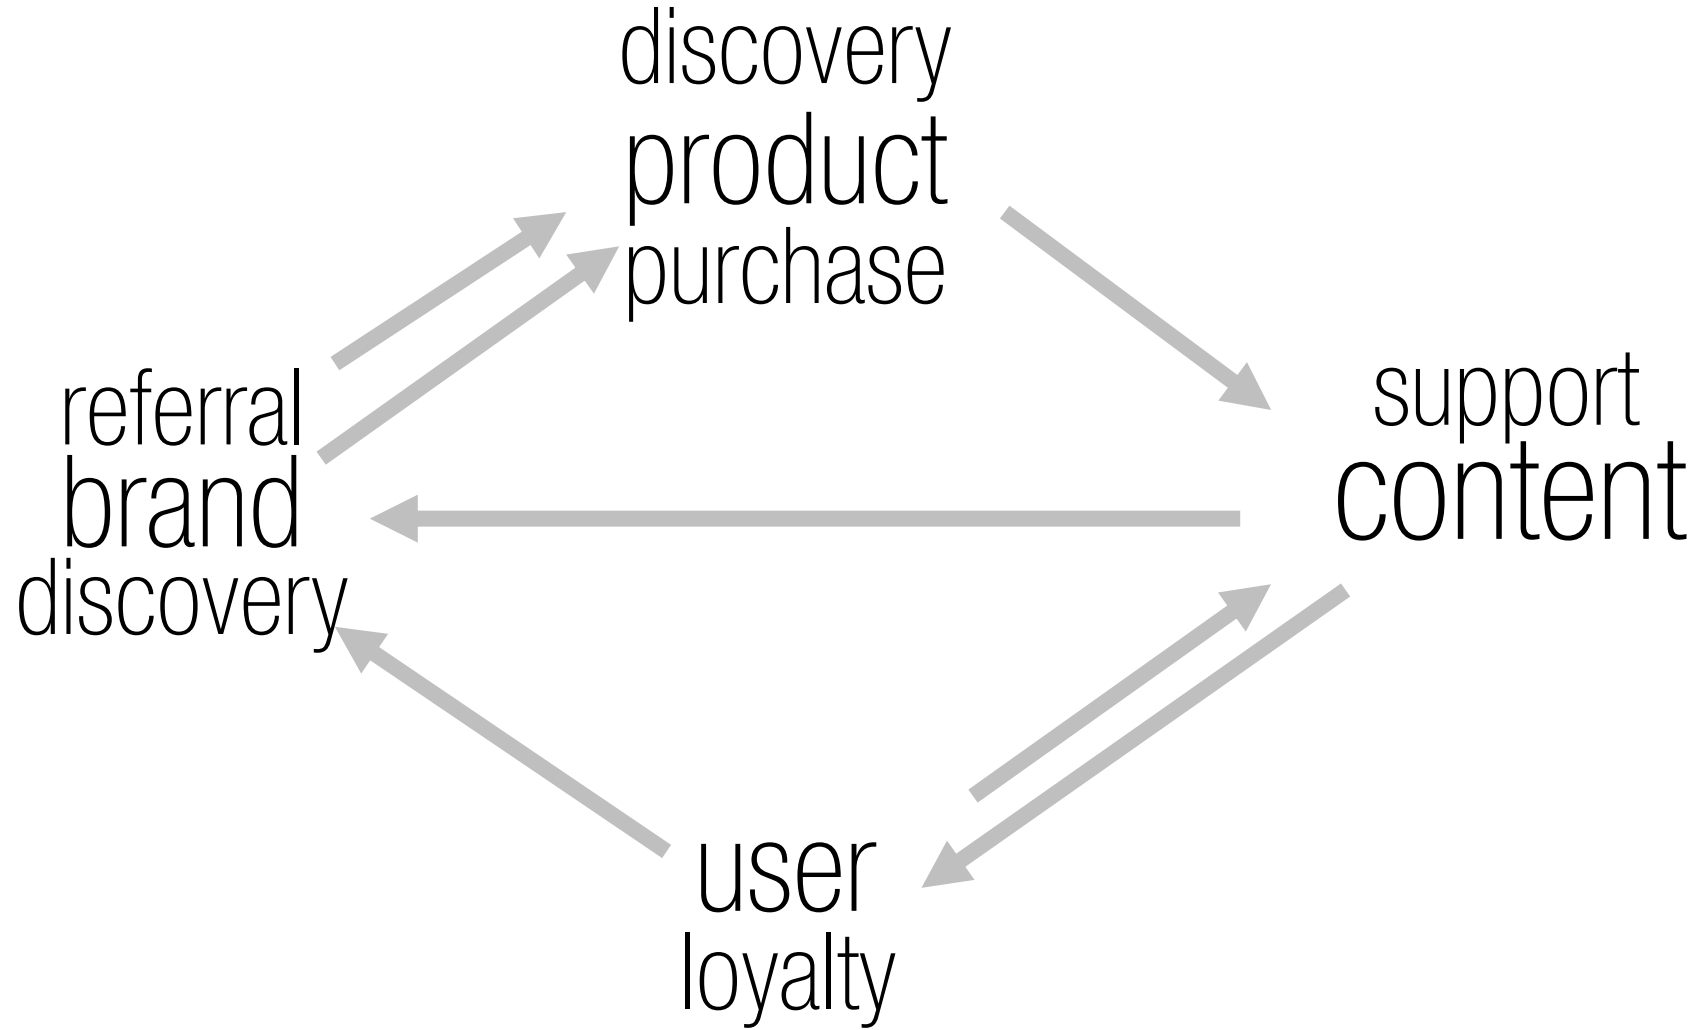 discovery
product
purchase
referral
brand
discovery
support
content
user
loyalty